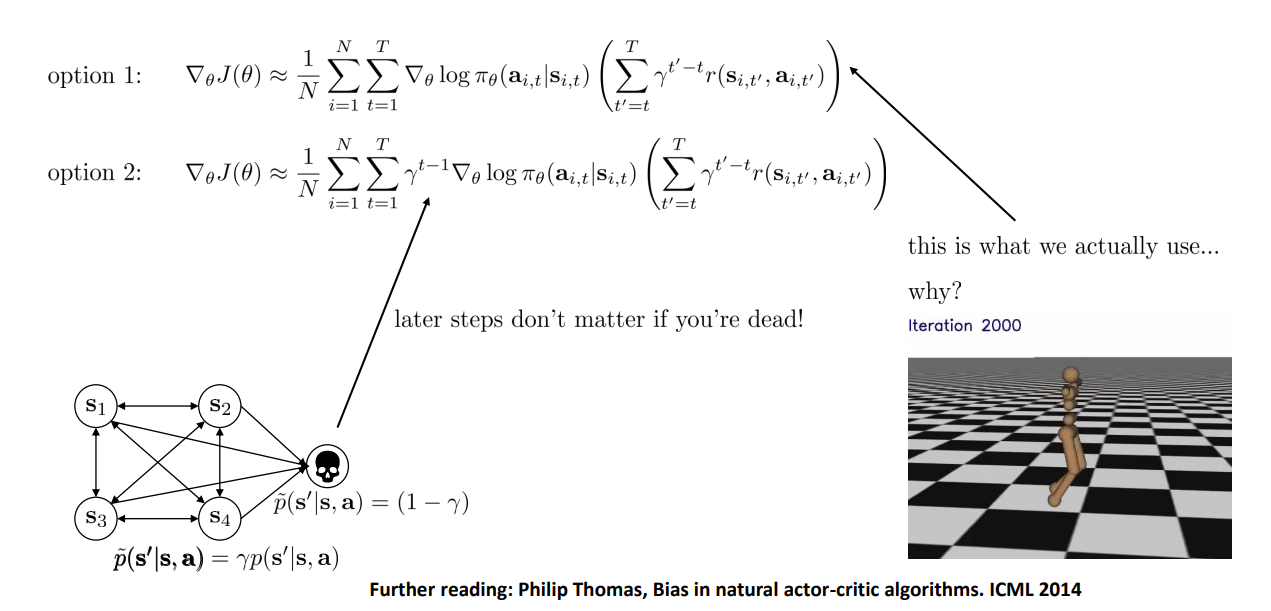 option 1: $\nabla_\theta J(\theta) \approx \frac{1}{N} \sum_{i=1}^{N} \sum_{t=1}^{T} \nabla_\theta \log \pi_\theta(\mathbf{a}_{i,t}|\mathbf{s}_{i,t}) \left( \sum_{t'=t}^{T} \gamma^{t'-t} r(\mathbf{s}_{i,t'}, \mathbf{a}_{i,t'}) \right)$
option 2: $\nabla_\theta J(\theta) \approx \frac{1}{N} \sum_{i=1}^{N} \sum_{t=1}^{T} \gamma^{t-1} \nabla_\theta \log \pi_\theta(\mathbf{a}_{i,t}|\mathbf{s}_{i,t}) \left( \sum_{t'=t}^{T} \gamma^{t'-t} r(\mathbf{s}_{i,t'}, \mathbf{a}_{i,t'}) \right)$
this is what we actually use...
why?
Iteration 2000
later steps don't matter if you're dead!
$\mathbf{s}_1$ $\mathbf{s}_2$
$\mathbf{s}_3$ $\mathbf{s}_4$
$\tilde{p}(\mathbf{s}'|\mathbf{s}, \mathbf{a}) = (1 - \gamma)$
$\tilde{p}(\mathbf{s}'|\mathbf{s}, \mathbf{a}) = \gamma p(\mathbf{s}'|\mathbf{s}, \mathbf{a})$
Further reading: Philip Thomas, Bias in natural actor-critic algorithms. ICML 2014